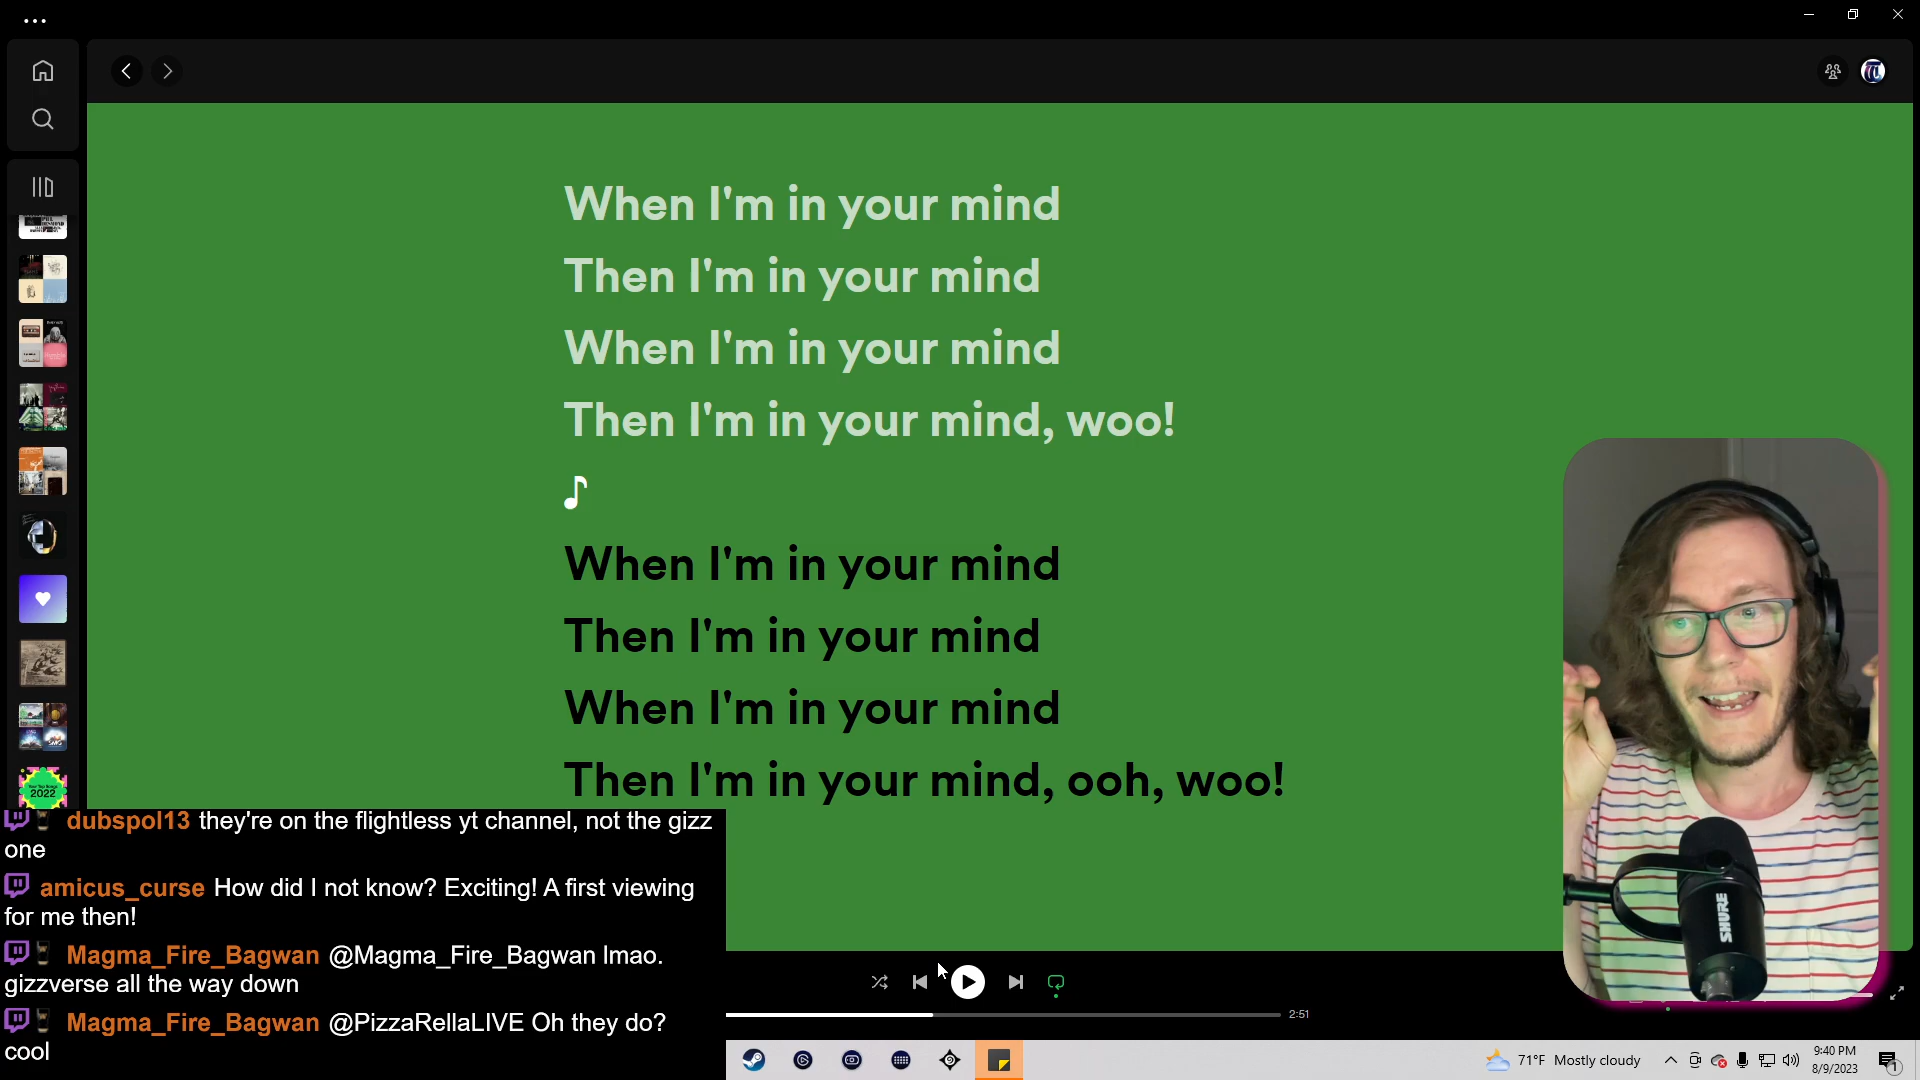 When I'm in your mind
Then I'm in your mind
When I'm in your mind
Then I'm in your mind, woo!
When I'm in your mind
Then I'm in your mind
When I'm in your mind
Then I'm in your mind, ooh, woo!
2022
dubspol13 they're on the flightless yt channel, not the gizz
one
amicus_curse How did I not know? Exciting! A first viewing
for me then!
Magma_Fire_Bagwan @Magma_Fire_Bagwan lmao.
gizzverse all the way down
Magma_Fire_Bagwan @PizzaRellaLIVE Oh they do?
cool
SHURE
2:51
71°F Mostly cloudy
9:40 PM
8/9/2023
1